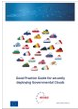 Good Practice Guide for securely
deploying Governmental Clouds